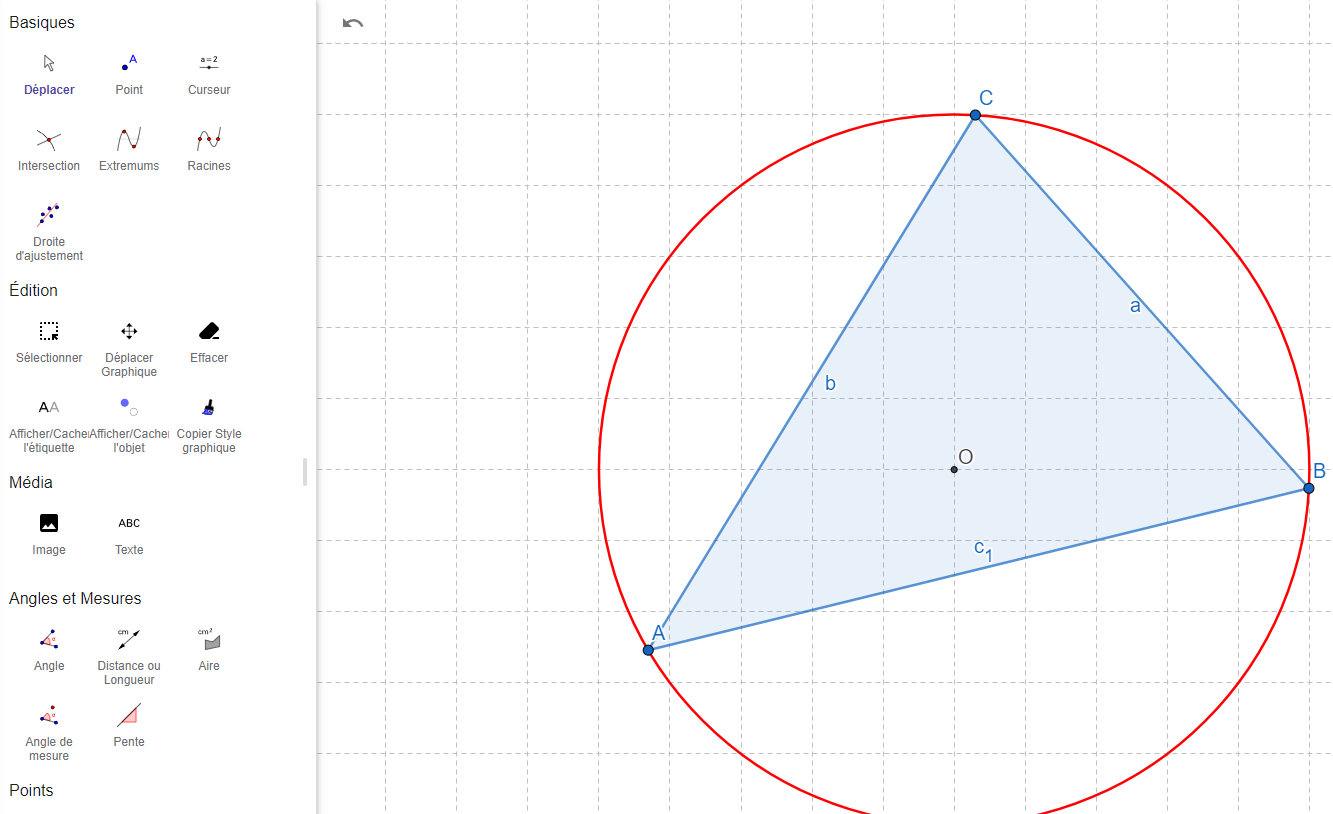 Basiques
A
a=2
Déplacer
Point
Curseur
Intersection
Extremums
Racines
Droite
d'ajustement
Édition
Sélectionner
Déplacer
Graphique
Effacer
AA
Afficher/Cache
l'étiquette
Afficher/Cache
l'objet
Copier Style
graphique
Média
ABC
Image
Texte
Angles et Mesures
cm
cm²
Angle
Distance ou
Longueur
Aire
Angle de
mesure
Pente
Points
C
a
b
O
B
c₁
A